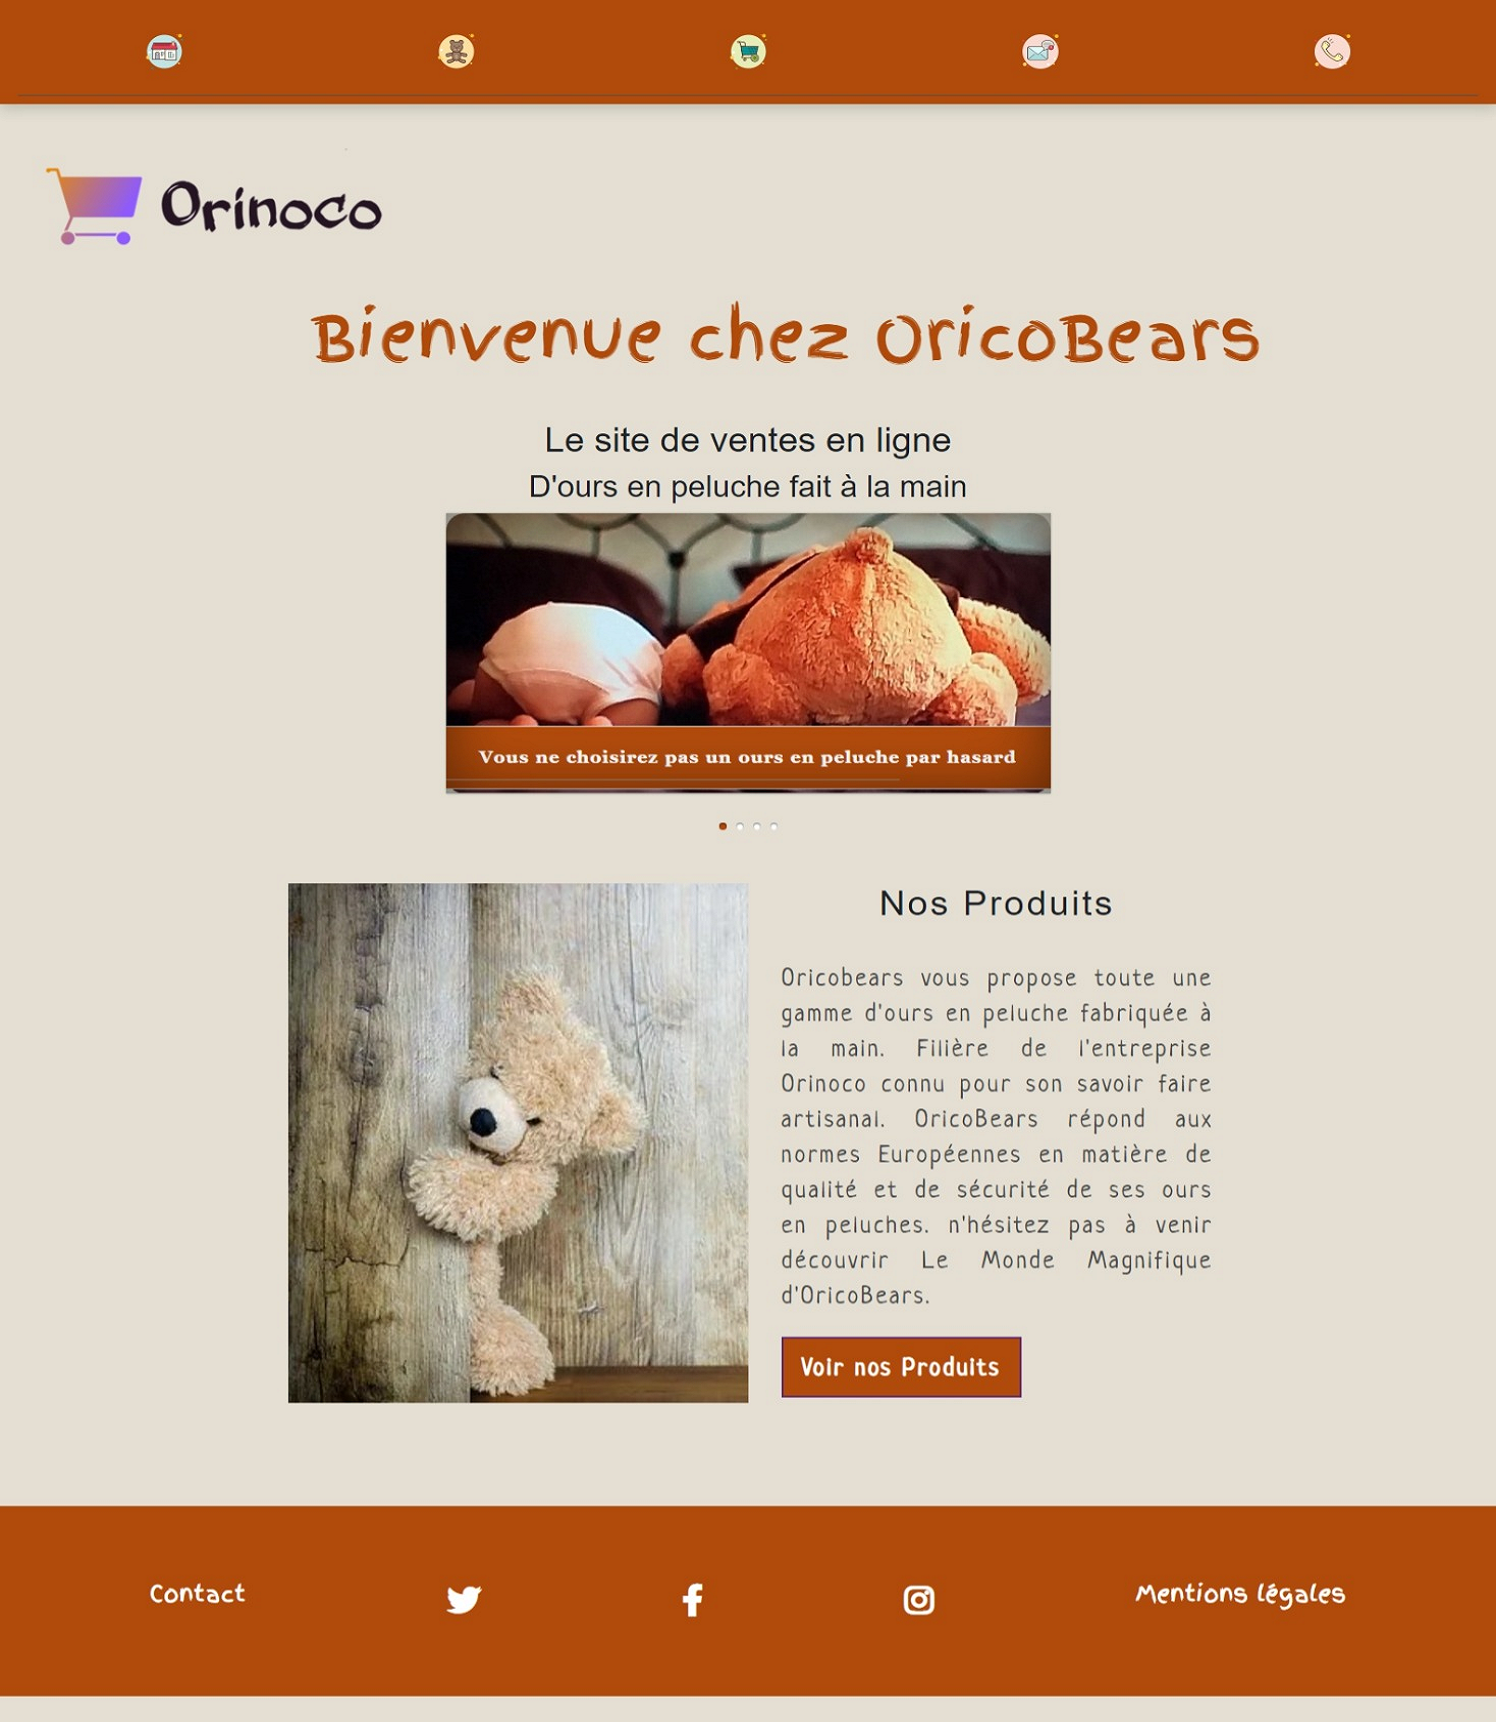 Orinoco
Bienvenue chez OricoBears
Le site de ventes en ligne
D'ours en peluche fait à la main
Vous ne choisirez pas un ours en peluche par hasard
Nos Produits
Oricobears vous propose toute une
gamme d'ours en peluche fabriquée à
la main. Filière de l'entreprise
Orinoco connu pour son savoir faire
artisanal. OricoBears répond aux
normes Européennes en matière de
qualité et de sécurité de ses ours
en peluches. n'hésitez pas à venir
découvrir Le Monde Magnifique
d'OricoBears.
Voir nos Produits
Contact
Mentions légales